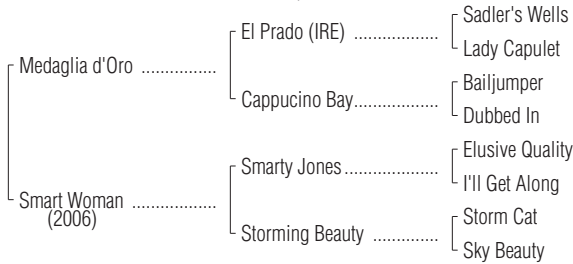 Sadler's Wells
El Prado (IRE) ..................
Lady Capulet
Medaglia d'Oro ................
Bailjumper
Cappucino Bay..................
Dubbed In
Elusive Quality
Smarty Jones....................
I'll Get Along
Smart Woman ..................
(2006)
Storm Cat
Storming Beauty ..............
Sky Beauty